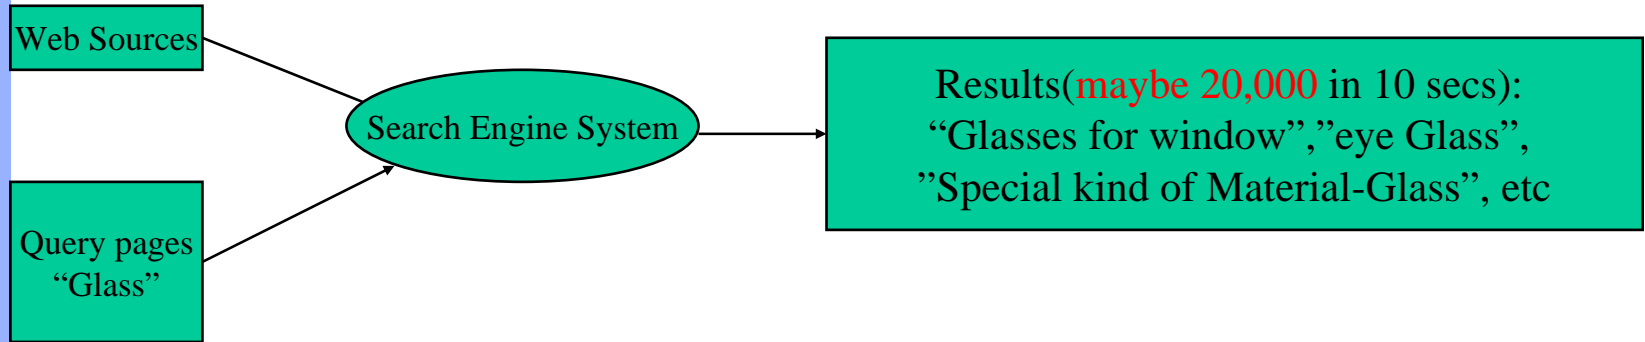 Web Sources
Query pages
“Glass”
Search Engine System
Results(maybe 20,000 in 10 secs):
“Glasses for window”,”eye Glass”,
”Special kind of Material-Glass”, etc